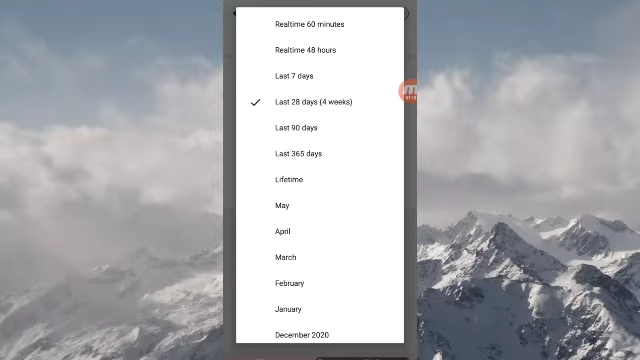 Realtime 60 minutes
Realtime 48 hours
Last 7 days
Last 28 days (4 weeks)
Last 90 days
Last 365 days
Lifetime
May
April
March
February
January
December 2020